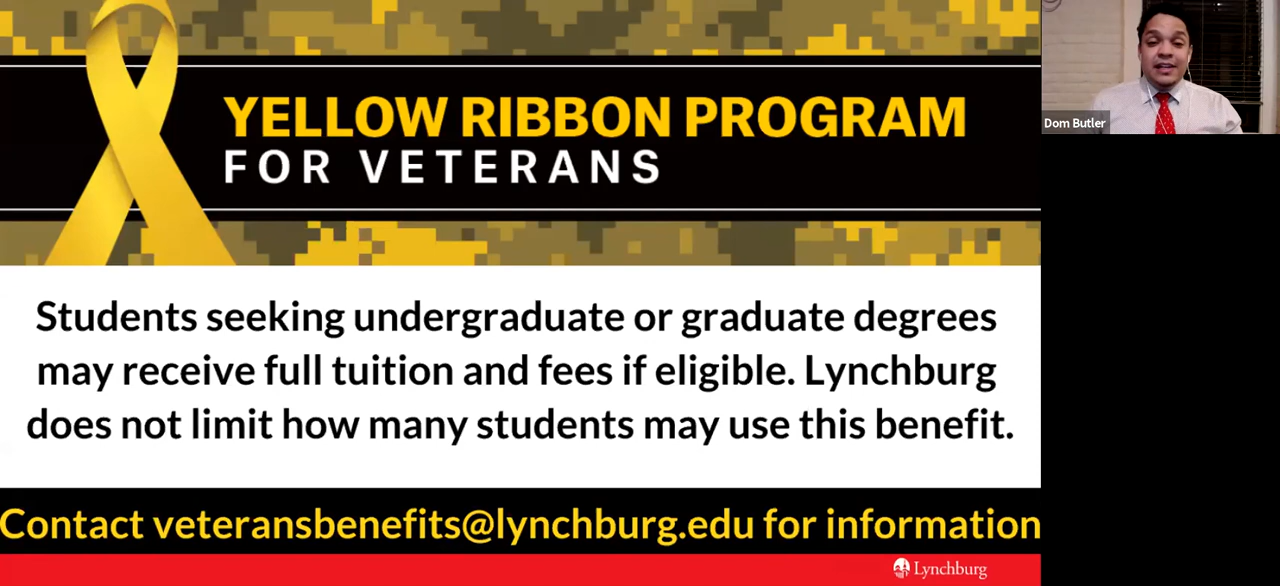 YELLOW RIBBON PROGRAM
FOR VETERANS
Dom Butler
Students seeking undergraduate or graduate degrees
may receive full tuition and fees if eligible. Lynchburg
does not limit how many students may use this benefit.
Contact veteransbenefits@lynchburg.edu for information
Lynchburg